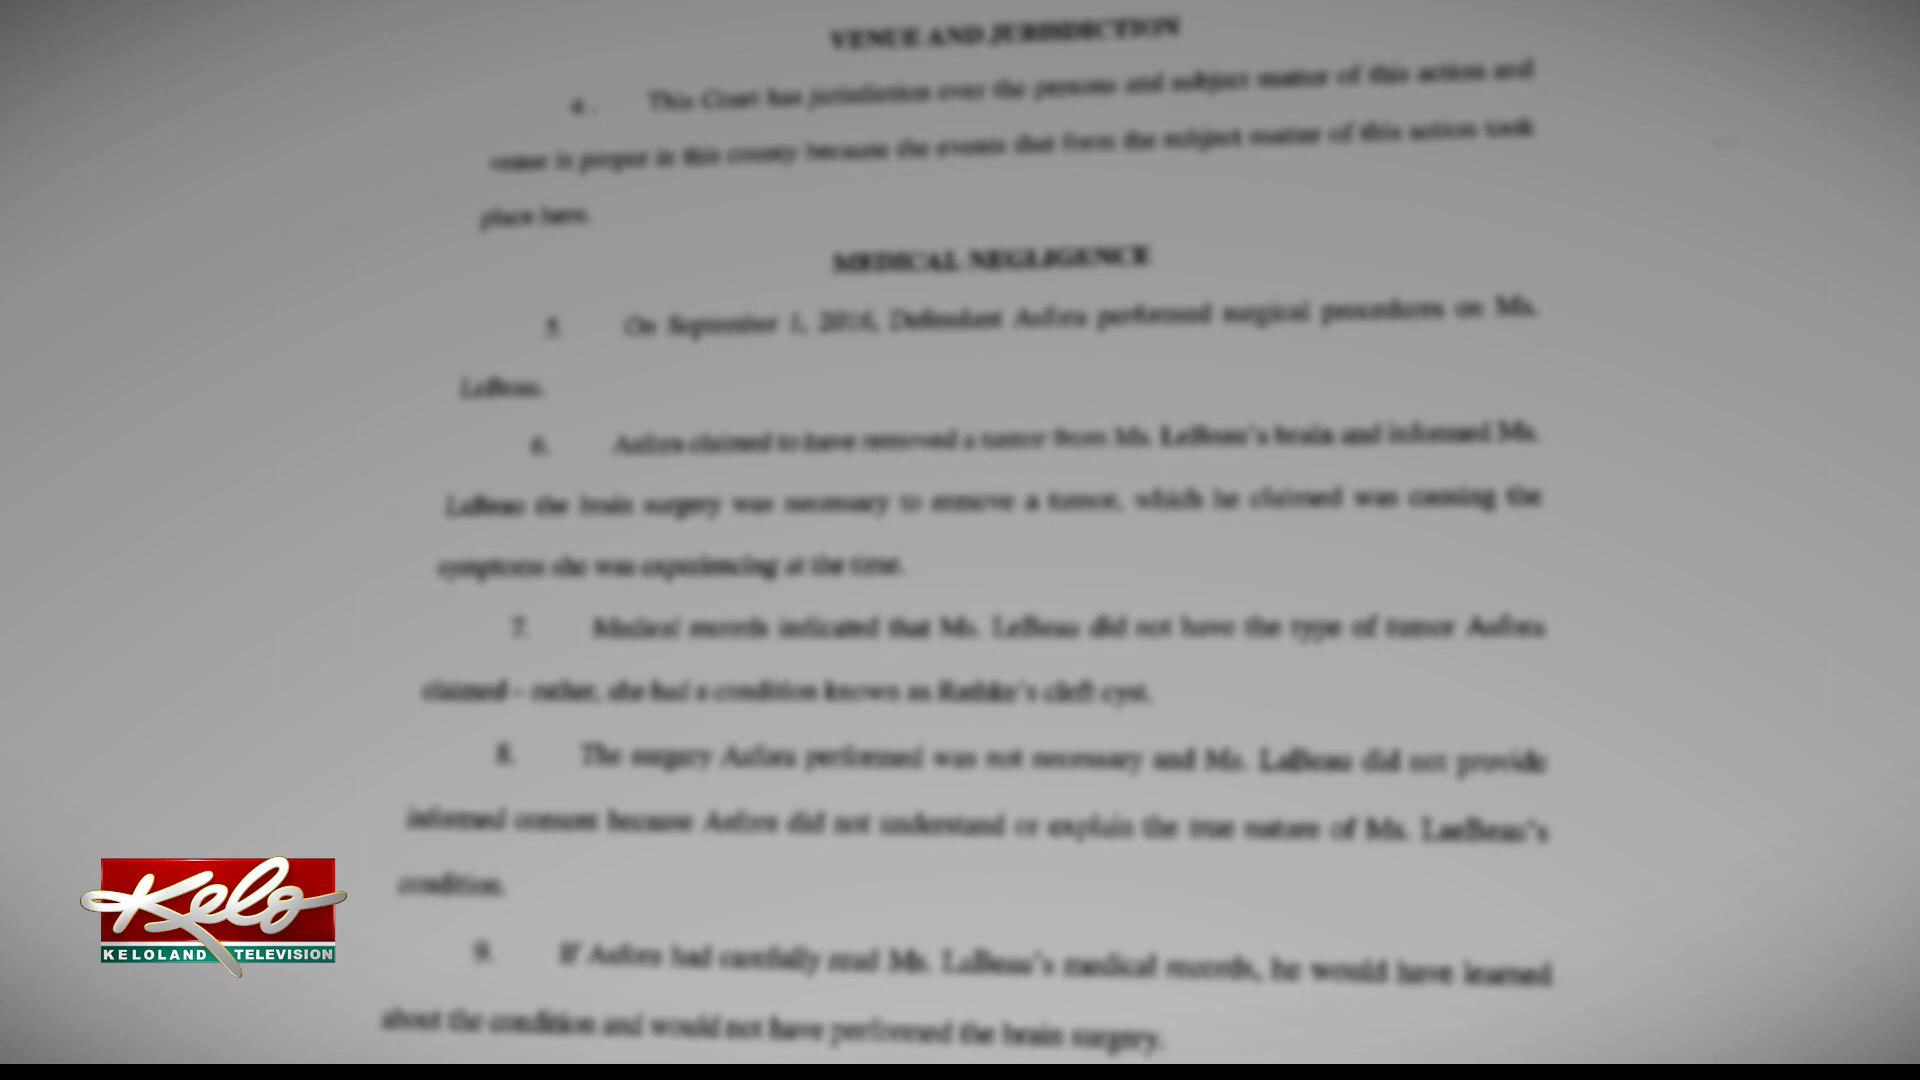 VENUE AND JURISDICTION
4. This Court has jurisdiction over the persons and subject matter of this action and
venue is proper in this county because the events that form the subject matter of this action took
place here.
MEDICAL NEGLIGENCE
5. On September 1, 2016, Defendant Asfora performed surgical procedures on Ms.
LeBeau.
6. Asfora claimed to have removed a tumor from Ms. LeBeau's brain and informed Ms.
LaBeau the brain surgery was necessary to remove a tumor, which he claimed was causing the
symptoms she was experiencing at the time.
7. Medical records indicated that Ms. LeBeau did not have the type of tumor Asfora
claimed – rather, she had a condition known as Rathke's cleft cyst.
8. The surgery Asfora performed was not necessary and Ms. LaBeau did not provide
informed consent because Asfora did not understand or explain the true nature of Ms. LaeBeau's
condition.
9. If Asfora had carefully read Ms. LaBeau's medical records, he would have learned
about the condition and would not have performed the brain surgery.
Kelo
KELOLAND TELEVISION